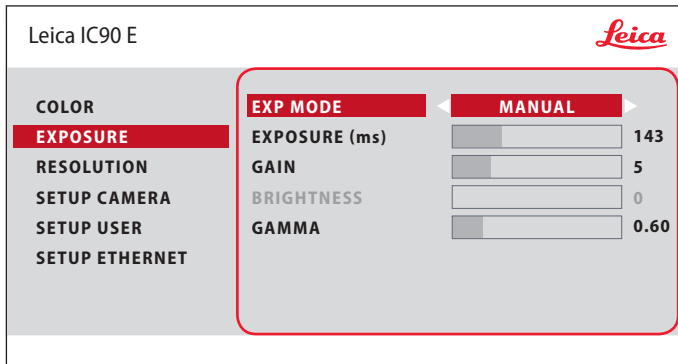 Leica IC90 E
Leica
COLOR
EXPOSURE
RESOLUTION
SETUP CAMERA
SETUP USER
SETUP ETHERNET
EXP MODE MANUAL
EXPOSURE (ms) 143
GAIN 5
BRIGHTNESS 0
GAMMA 0.60